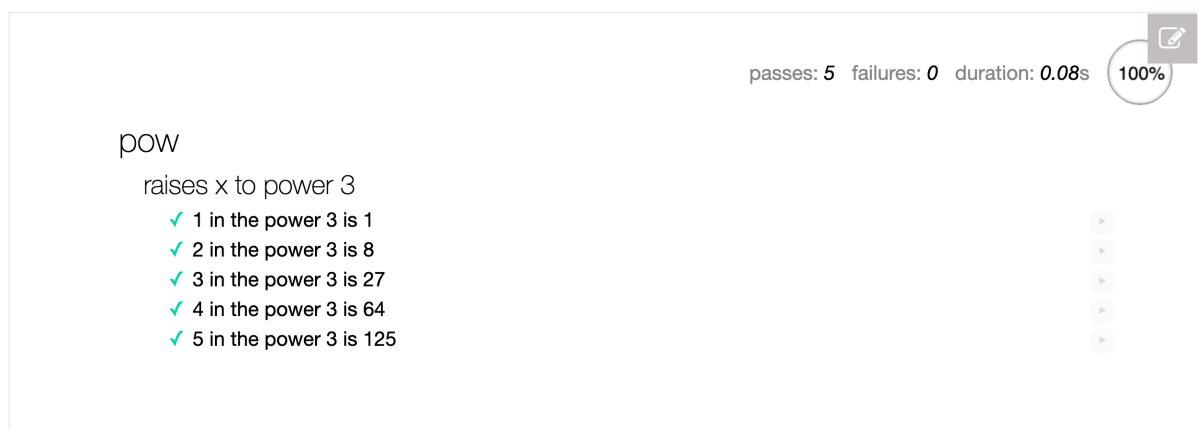 passes: 5 failures: 0 duration: 0.08s 100%
pow
raises x to power 3
✓ 1 in the power 3 is 1
✓ 2 in the power 3 is 8
✓ 3 in the power 3 is 27
✓ 4 in the power 3 is 64
✓ 5 in the power 3 is 125